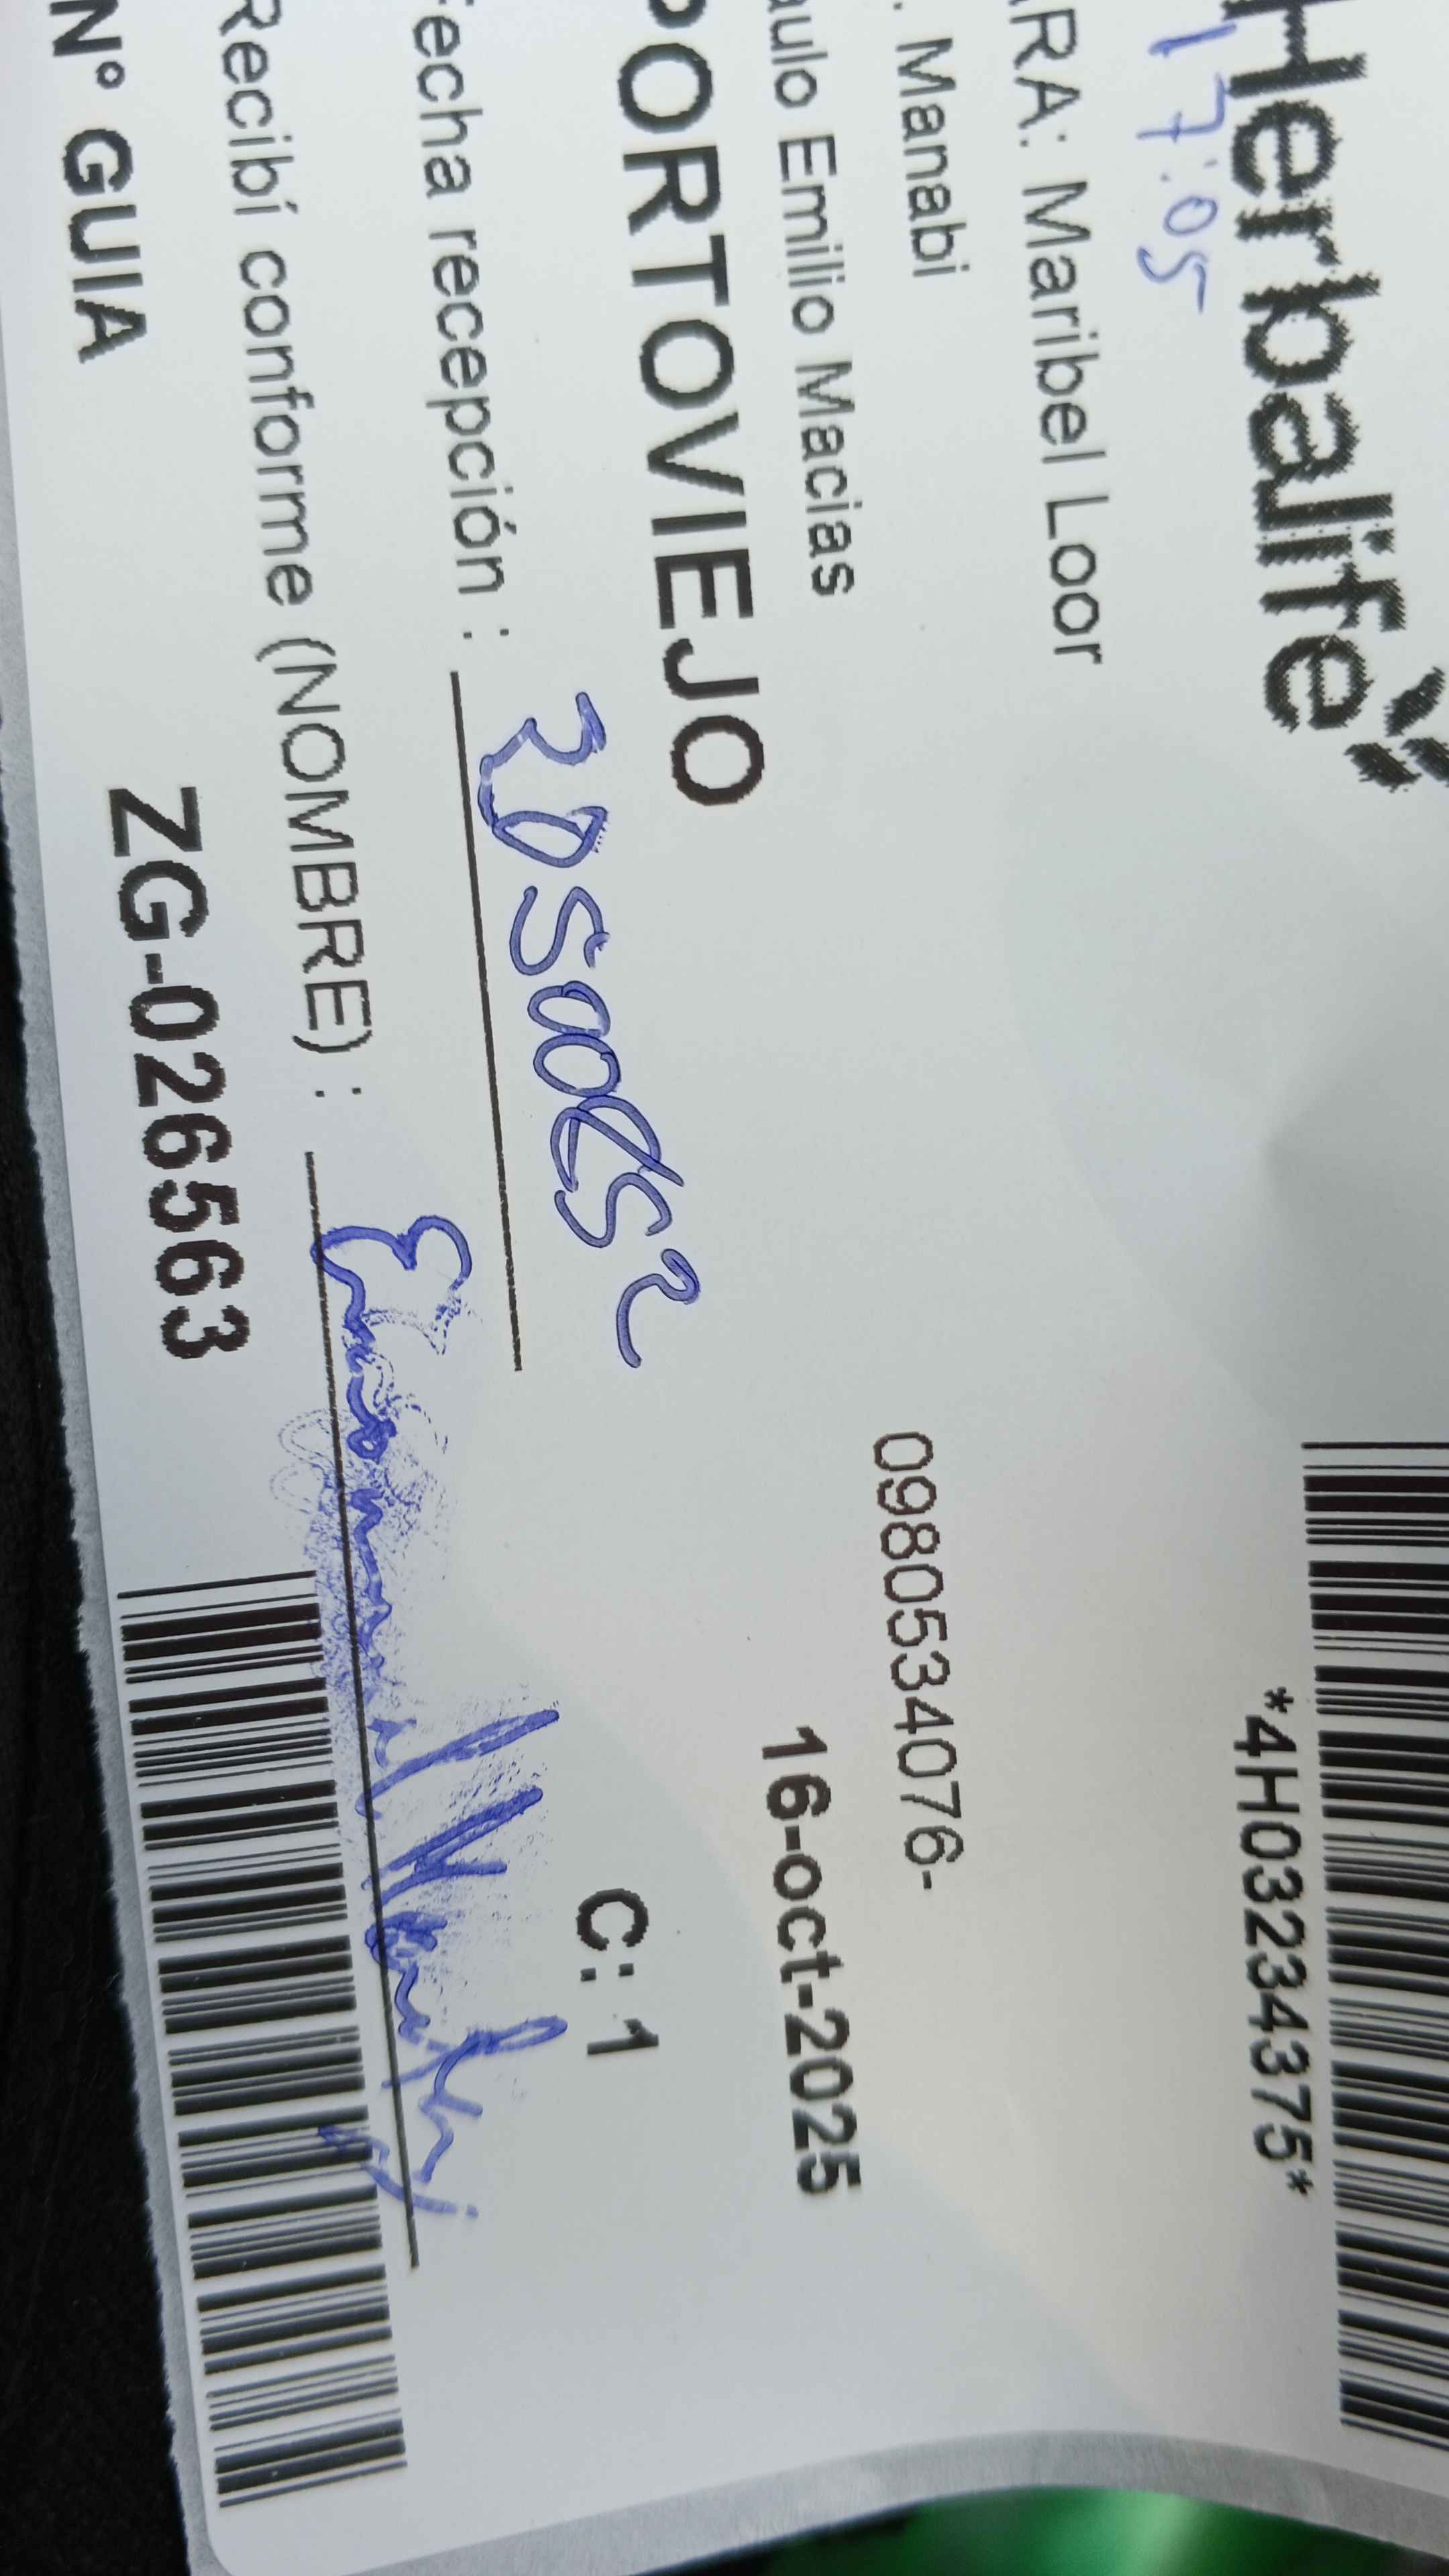 Herbalife
17:05
*4H03234375*
RA: Maribel Loor
. Manabi
0980534076-
aulo Emilio Macias
16-oct-2025
PORTOVIEJO
C: 1
echa recepción :
Recibí conforme (NOMBRE) :
N° GUIA ZG-026563